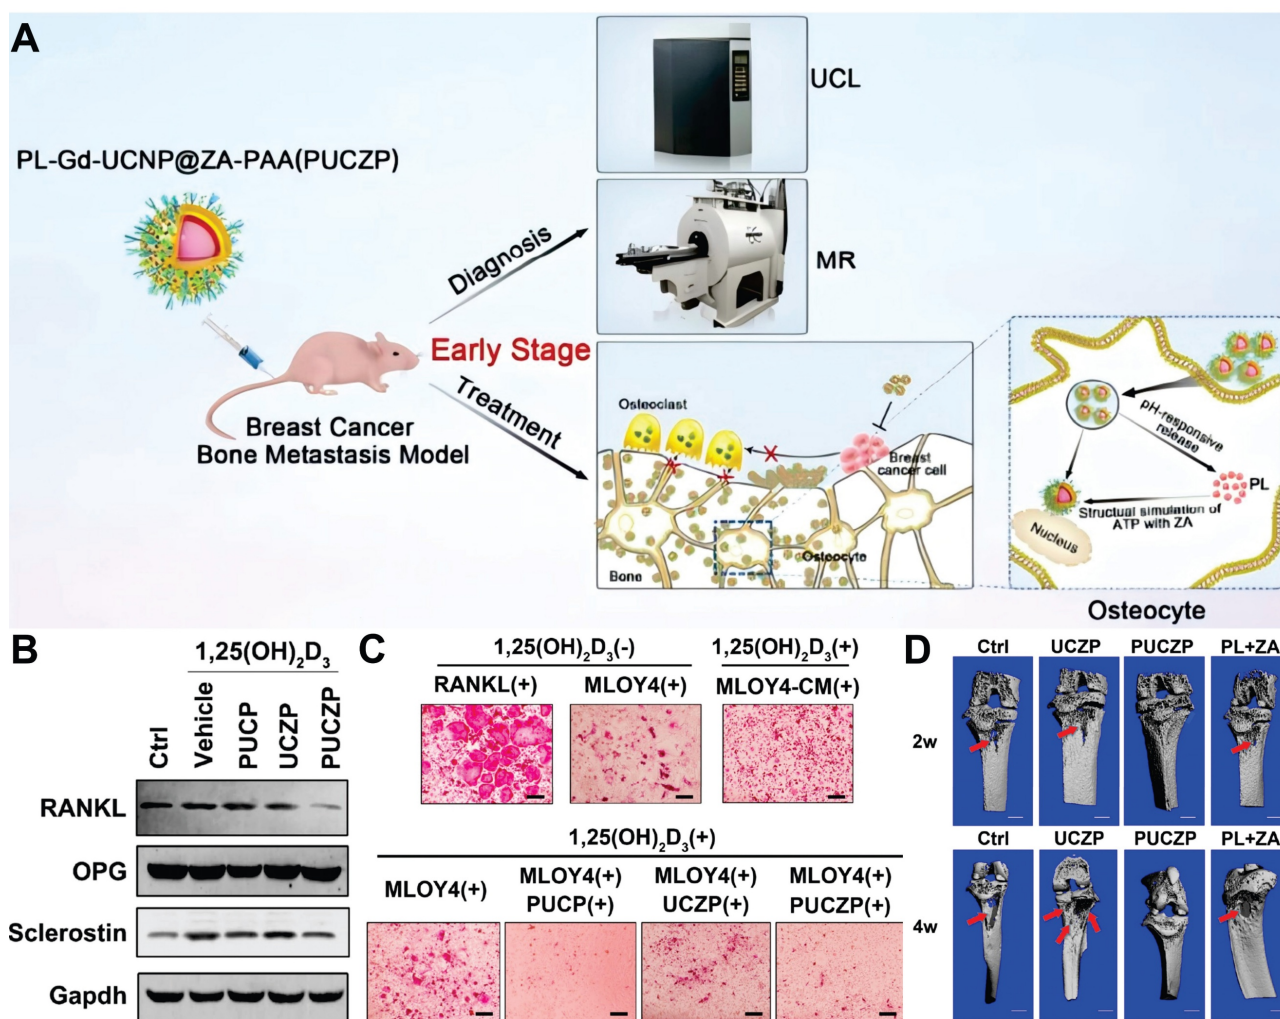 A
PL-Gd-UCNP@ZA-PAA(PUCZP)
Breast Cancer
Bone Metastasis Model
Diagnosis
Early Stage
Treatment
UCL
MR
Osteoclast
Breast
cancer cell
Osteocyte
Bone
pH-responsive
release
PL
Structual simulation of
ATP with ZA
Nucleus
Osteocyte
B
1,25(OH)₂D₃
Ctrl
Vehicle
PUCP
UCZP
PUCZP
RANKL
OPG
Sclerostin
Gapdh
C
1,25(OH)₂D₃(-)
1,25(OH)₂D₃(+)
RANKL(+)
MLOY4(+)
MLOY4-CM(+)
1,25(OH)₂D₃(+)
MLOY4(+)
MLOY4(+)
PUCP(+)
MLOY4(+)
UCZP(+)
MLOY4(+)
PUCZP(+)
D
Ctrl
UCZP
PUCZP
PL+ZA
2w
Ctrl
UCZP
PUCZP
PL+ZA
4w